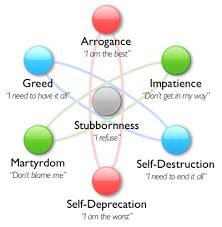 Arrogance
"I am the best"
Greed
"I need to have it all"
Impatience
"Don't get in my way"
Stubbornness
"I refuse"
Martyrdom
"Don't blame me"
Self-Destruction
"I need to end it all"
Self-Deprecation
"I am the worst"